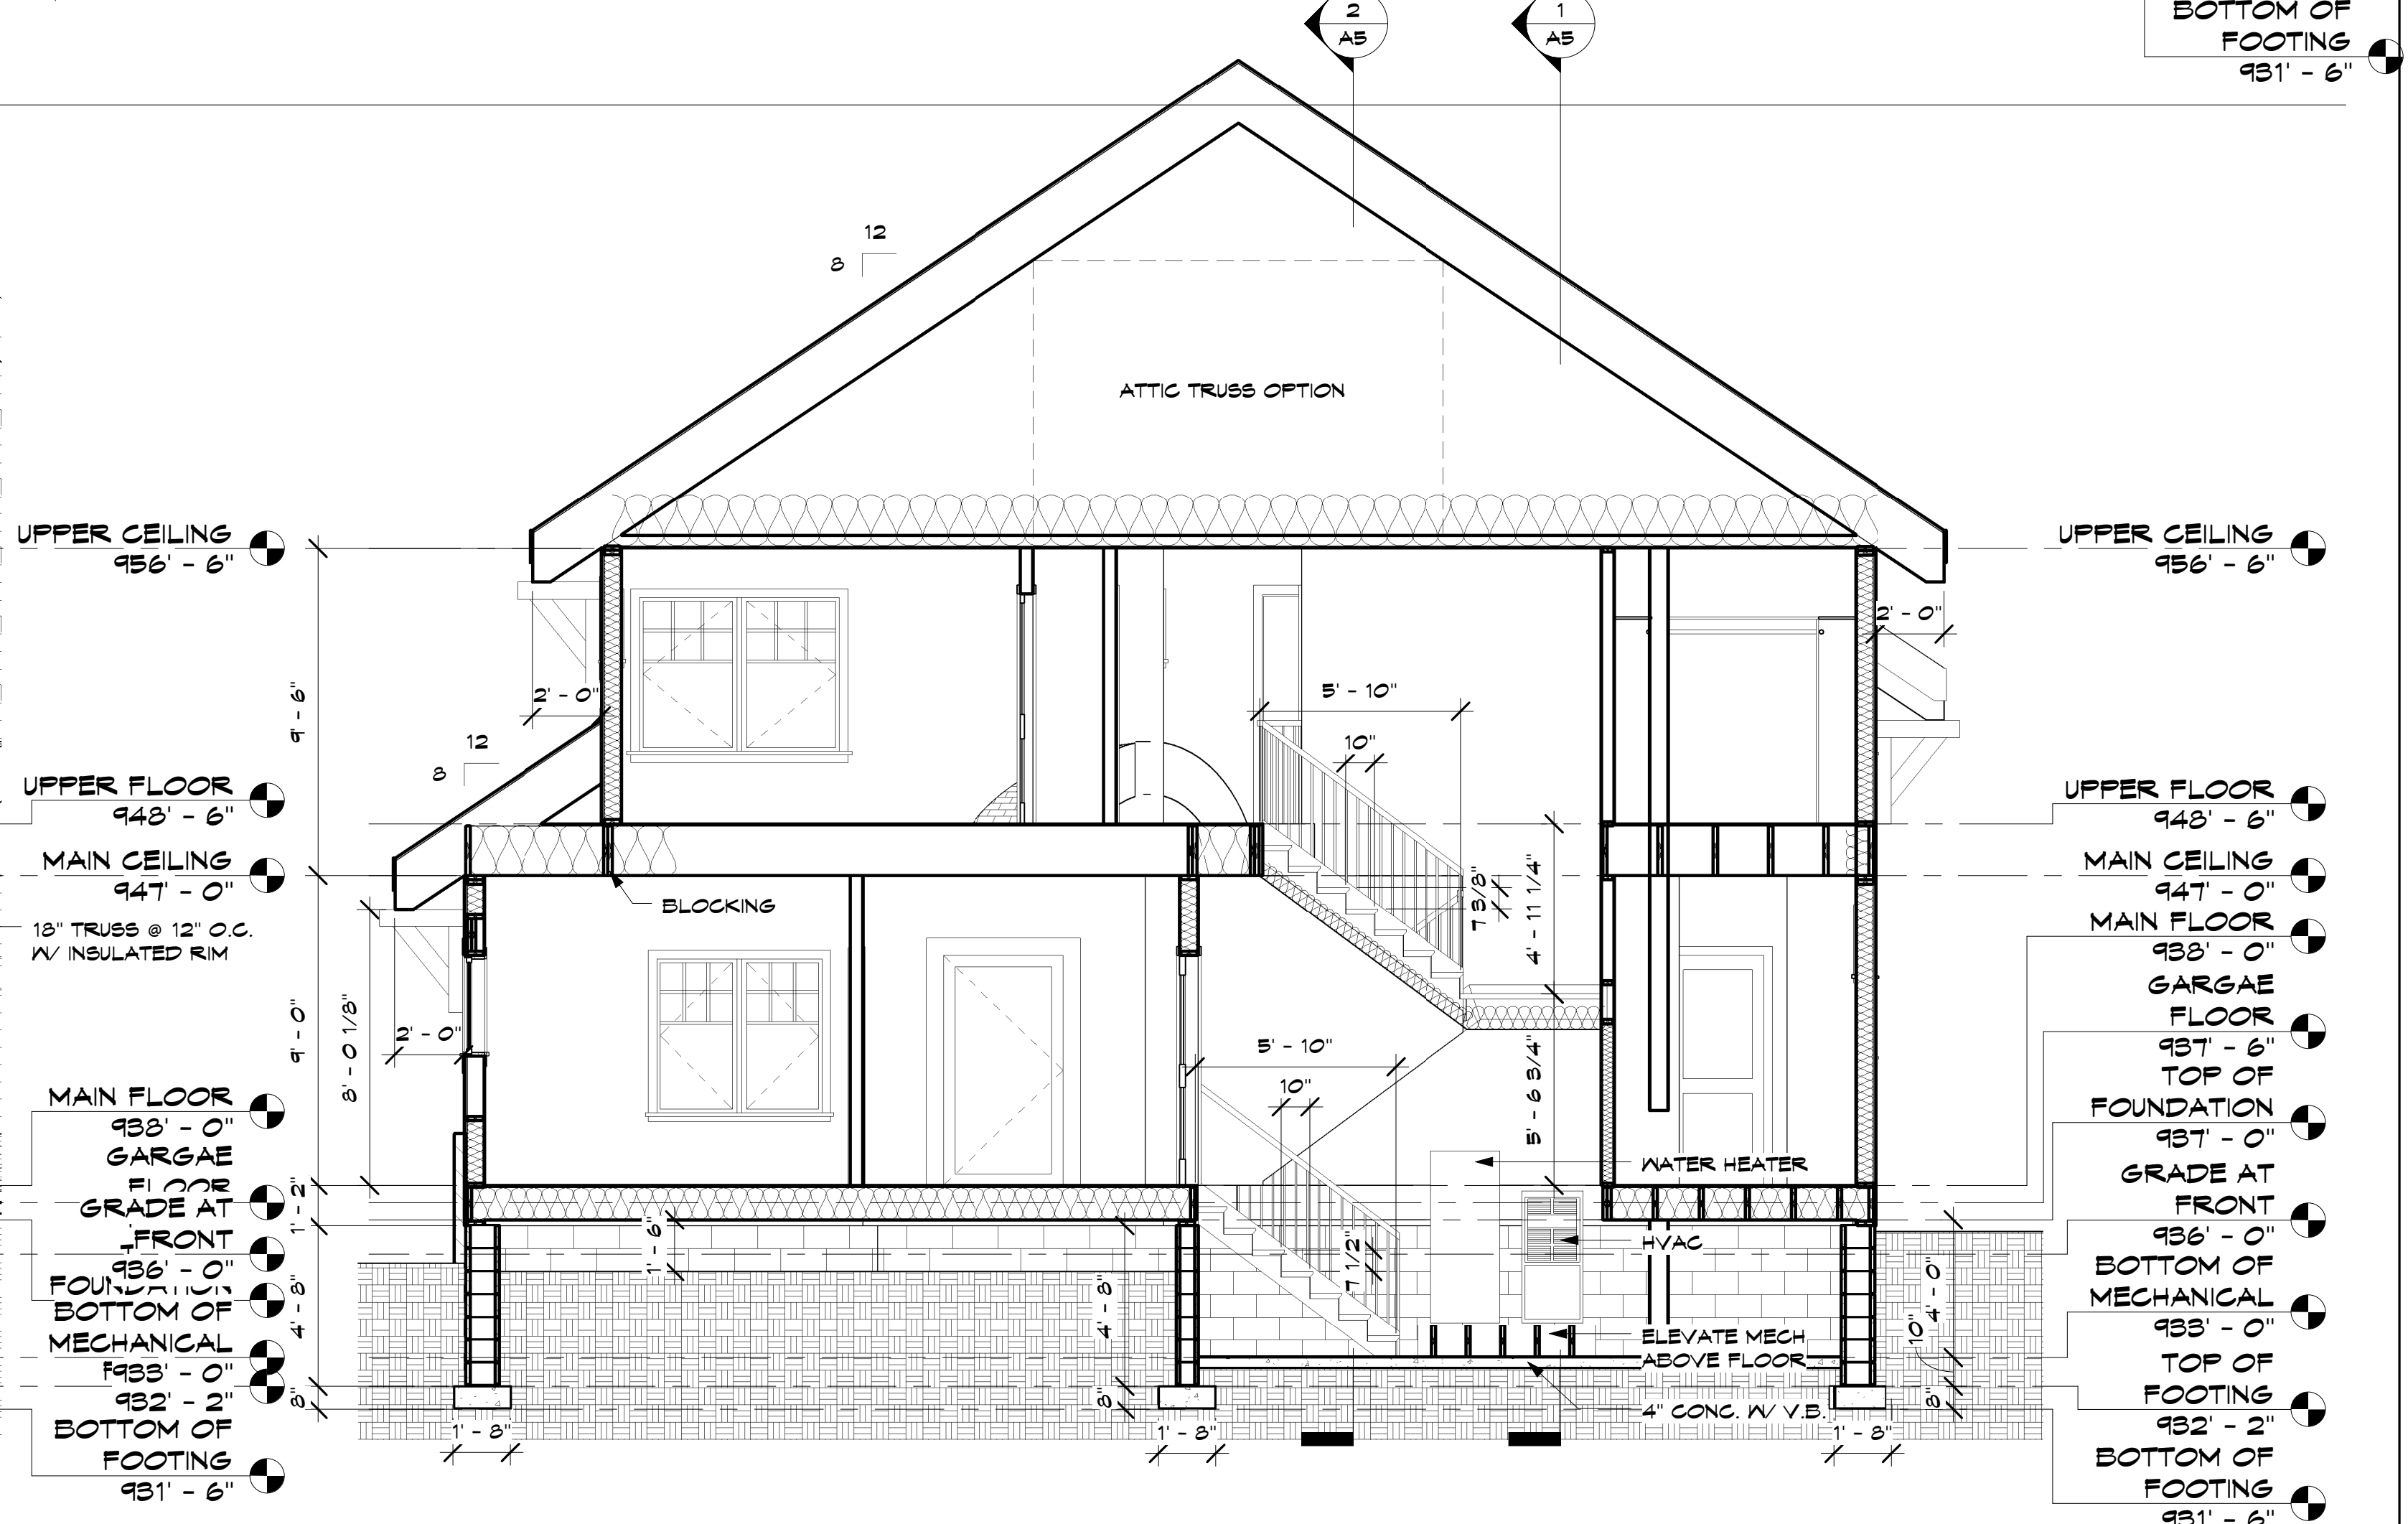 2
A5
1
A5
BOTTOM OF
FOOTING
931' - 6"
12
8
ATTIC TRUSS OPTION
UPPER CEILING
956' - 6"
UPPER CEILING
956' - 6"
2' - 0"
2' - 0"
5' - 10"
10"
9' - 6"
12
8
UPPER FLOOR
948' - 6"
UPPER FLOOR
948' - 6"
MAIN CEILING
947' - 0"
MAIN CEILING
947' - 0"
BLOCKING
7 3/8"
4' - 11 1/4"
18" TRUSS @ 12" O.C.
W/ INSULATED RIM
MAIN FLOOR
938' - 0"
GARGAE
FLOOR
937' - 6"
9' - 0"
8' - 0 1/8"
2' - 0"
5' - 10"
10"
5' - 6 3/4"
TOP OF
FOUNDATION
937' - 0"
MAIN FLOOR
938' - 0"
GARGAE
FLOOR
GRADE AT
FRONT
936' - 0"
WATER HEATER
GRADE AT
FRONT
936' - 0"
1' - 2"
1' - 6"
7 1/2"
HVAC
BOTTOM OF
MECHANICAL
933' - 0"
932' - 2"
4' - 8"
4' - 8"
4' - 0"
10"
BOTTOM OF
MECHANICAL
933' - 0"
ELEVATE MECH
ABOVE FLOOR
4" CONC. W/ V.B.
TOP OF
FOOTING
932' - 2"
8"
8"
8"
BOTTOM OF
FOOTING
931' - 6"
1' - 8"
1' - 8"
1' - 8"
BOTTOM OF
FOOTING
931' - 6"